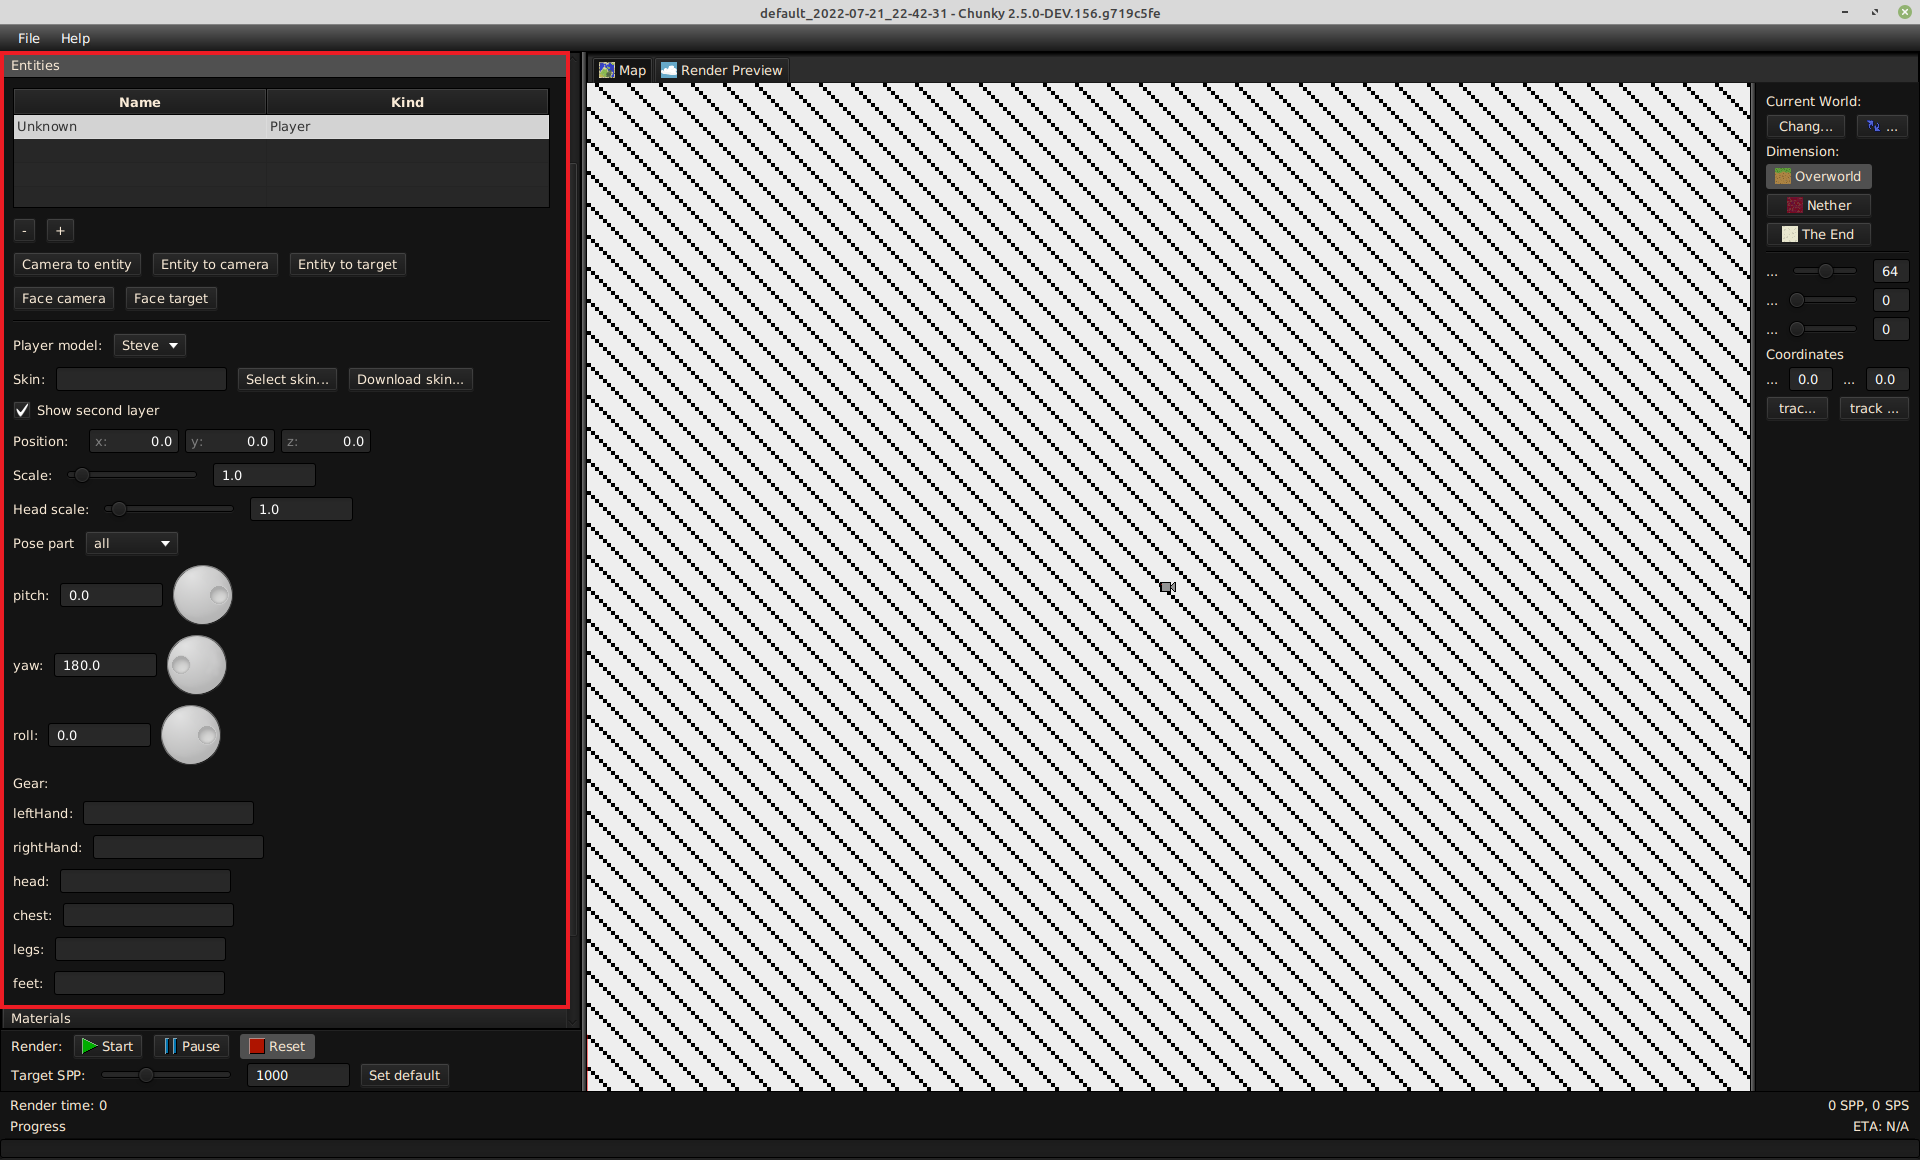 default_2022-07-21_22-42-31 - Chunky 2.5.0-DEV.156.g719c5fe
File Help
Entities
Name Kind
Unknown Player
- +
Camera to entity Entity to camera Entity to target
Face camera Face target
Player model: Steve
Skin: Select skin... Download skin...
Show second layer
Position: x: 0.0 y: 0.0 z: 0.0
Scale: 1.0
Head scale: 1.0
Pose part all
pitch: 0.0
yaw: 180.0
roll: 0.0
Gear:
leftHand:
rightHand:
head:
chest:
legs:
feet:
Materials
Render: Start Pause Reset
Target SPP: 1000 Set default
Render time: 0
Progress
Map Render Preview
Current World:
Chang... ...
Dimension:
Overworld
Nether
The End
... 64
... 0
... 0
Coordinates
... 0.0 ... 0.0
trac... track ...
0 SPP, 0 SPS
ETA: N/A